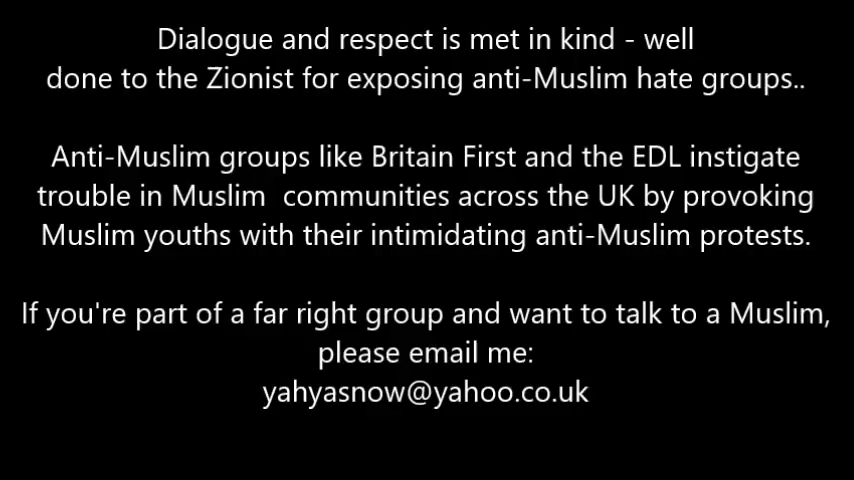 Dialogue and respect is met in kind - well
done to the Zionist for exposing anti-Muslim hate groups..
Anti-Muslim groups like Britain First and the EDL instigate
trouble in Muslim  communities across the UK by provoking
Muslim youths with their intimidating anti-Muslim protests.
If you're part of a far right group and want to talk to a Muslim,
please email me:
yahyasnow@yahoo.co.uk